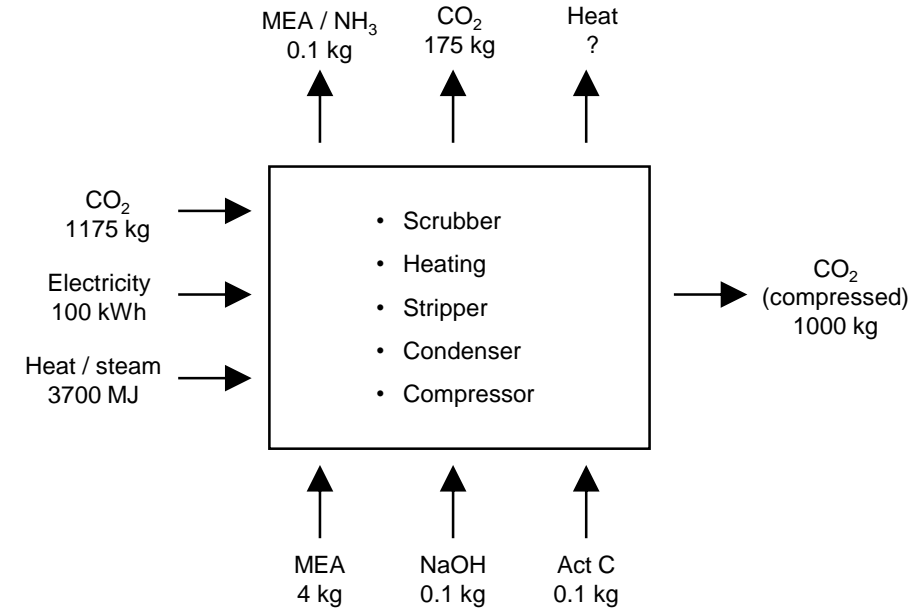 MEA / NH₃
0.1 kg
CO₂
175 kg
Heat
?
CO₂
1175 kg
Electricity
100 kWh
Heat / steam
3700 MJ
• Scrubber
• Heating
• Stripper
• Condenser
• Compressor
CO₂
(compressed)
1000 kg
MEA
4 kg
NaOH
0.1 kg
Act C
0.1 kg